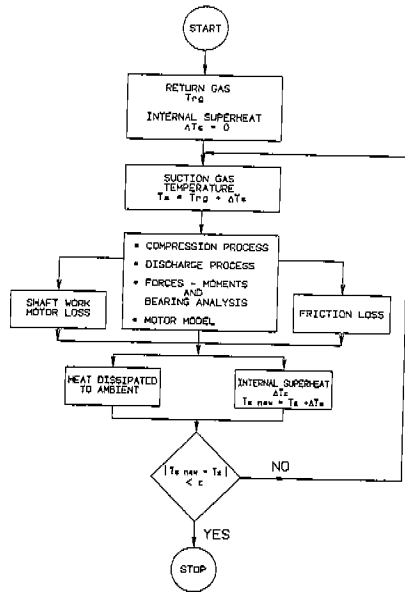 START
RETURN GAS
Trg
INTERNAL SUPERHEAT
ΔTs = 0
SUCTION GAS
TEMPERATURE
Ts = Trg + ΔTs
• COMPRESSION PROCESS
• DISCHARGE PROCESS
• FORCES - MOMENTS
AND
BEARING ANALYSIS
• MOTOR MODEL
SHAFT WORK
MOTOR LOSS
FRICTION LOSS
HEAT DISSIPATED
TO AMBIENT
INTERNAL SUPERHEAT
ΔTs
Ts new = Ts +ΔTs
|Ts new - Ts|
< ε
NO
YES
STOP